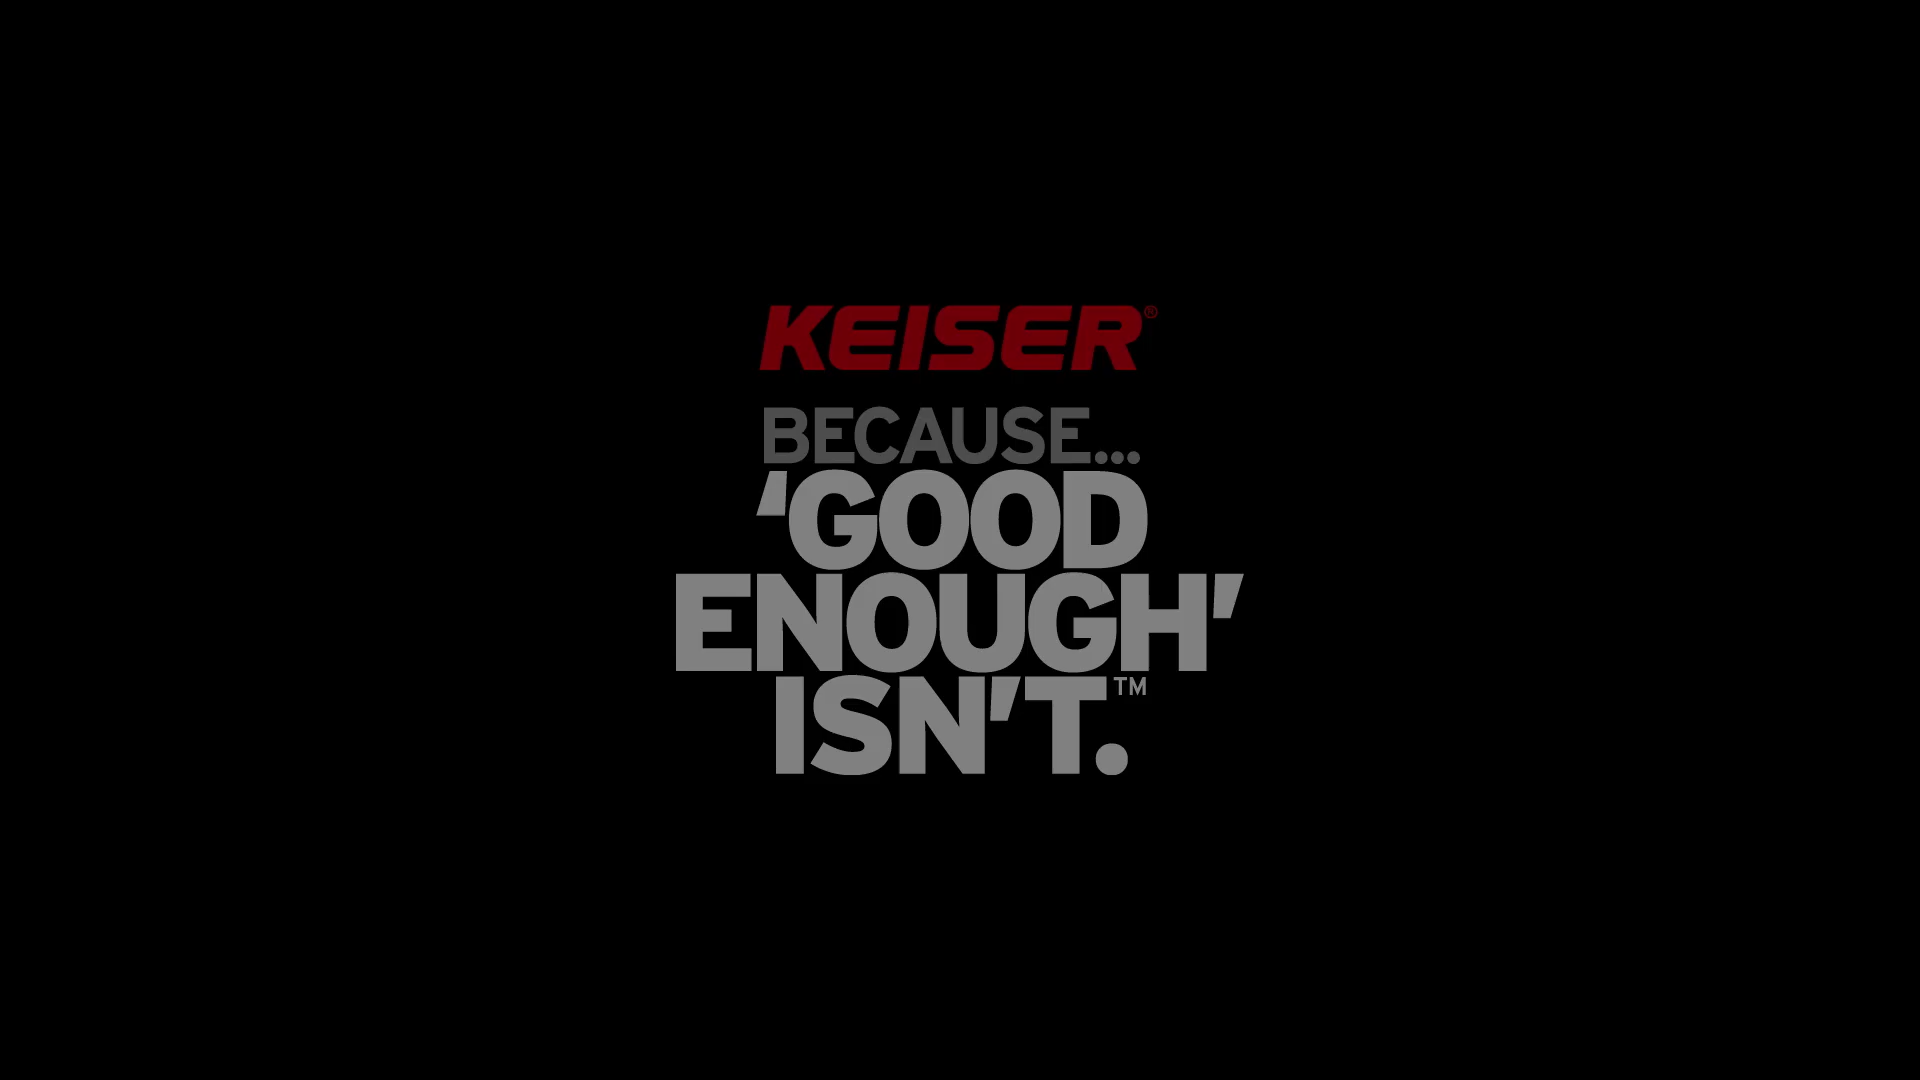 KEISER®
BECAUSE...
‘GOOD
ENOUGH’
ISN'T.™